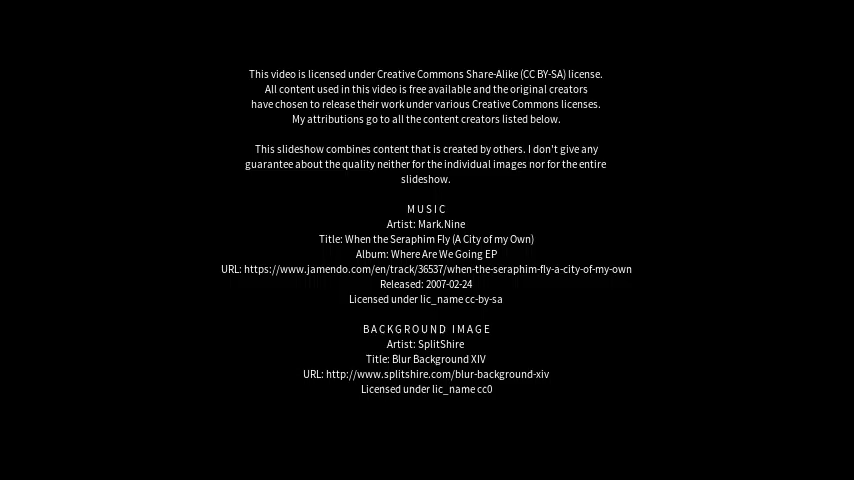 This video is licensed under Creative Commons Share-Alike (CC BY-SA) license.
All content used in this video is free available and the original creators
have chosen to release their work under various Creative Commons licenses.
My attributions go to all the content creators listed below.
This slideshow combines content that is created by others. I don't give any
guarantee about the quality neither for the individual images nor for the entire
slideshow.
MUSIC
Artist: Mark.Nine
Title: When the Seraphim Fly (A City of my Own)
Album: Where Are We Going EP
URL: https://www.jamendo.com/en/track/36537/when-the-seraphim-fly-a-city-of-my-own
Released: 2007-02-24
Licensed under lic_name cc-by-sa
BACKGROUND IMAGE
Artist: SplitShire
Title: Blur Background XIV
URL: http://www.splitshire.com/blur-background-xiv
Licensed under lic_name cc0